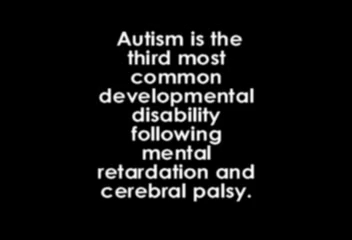 Autism is the
third most
common
developmental
disability
following
mental
retardation and
cerebral palsy.